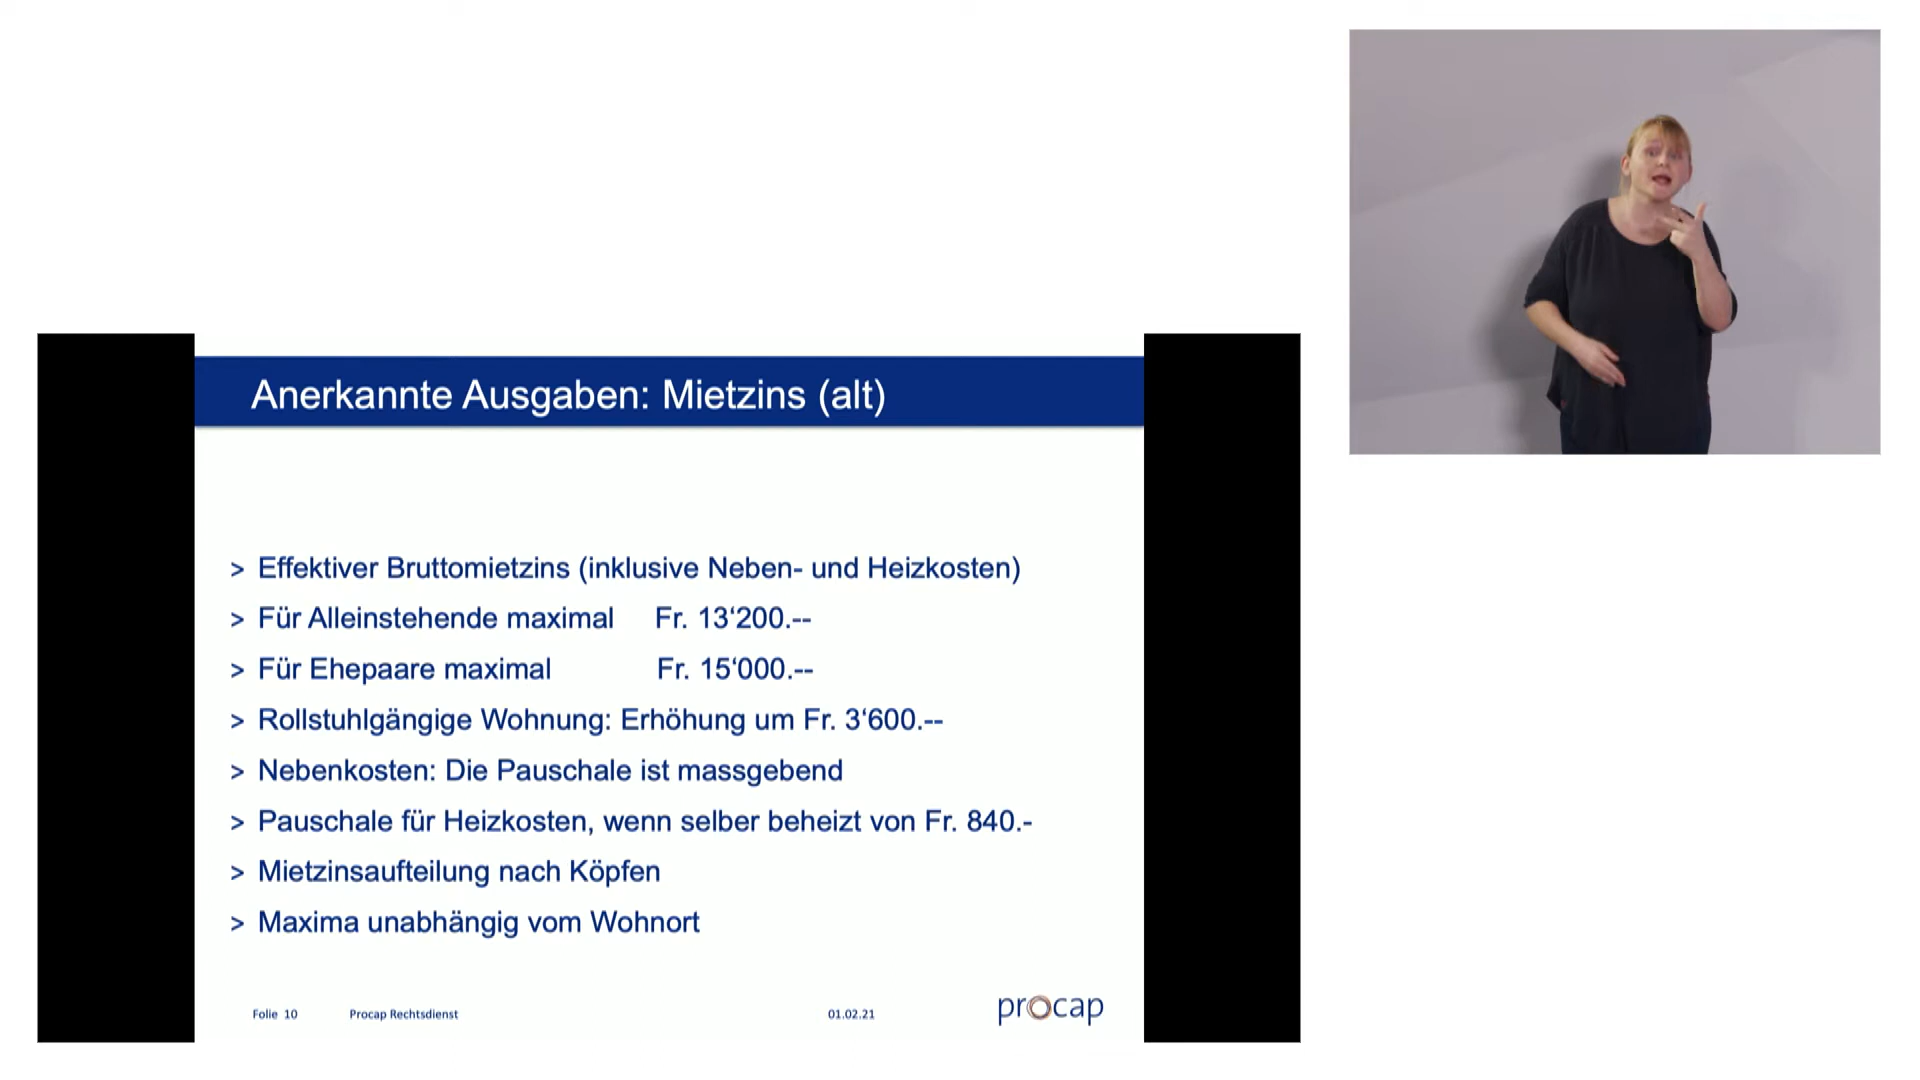 Anerkannte Ausgaben: Mietzins (alt)
> Effektiver Bruttomietzins (inklusive Neben- und Heizkosten)
> Für Alleinstehende maximal Fr. 13‘200.--
> Für Ehepaare maximal Fr. 15‘000.--
> Rollstuhlgängige Wohnung: Erhöhung um Fr. 3‘600.--
> Nebenkosten: Die Pauschale ist massgebend
> Pauschale für Heizkosten, wenn selber beheizt von Fr. 840.-
> Mietzinsaufteilung nach Köpfen
> Maxima unabhängig vom Wohnort
Folie 10 Procap Rechtsdienst 01.02.21 procap